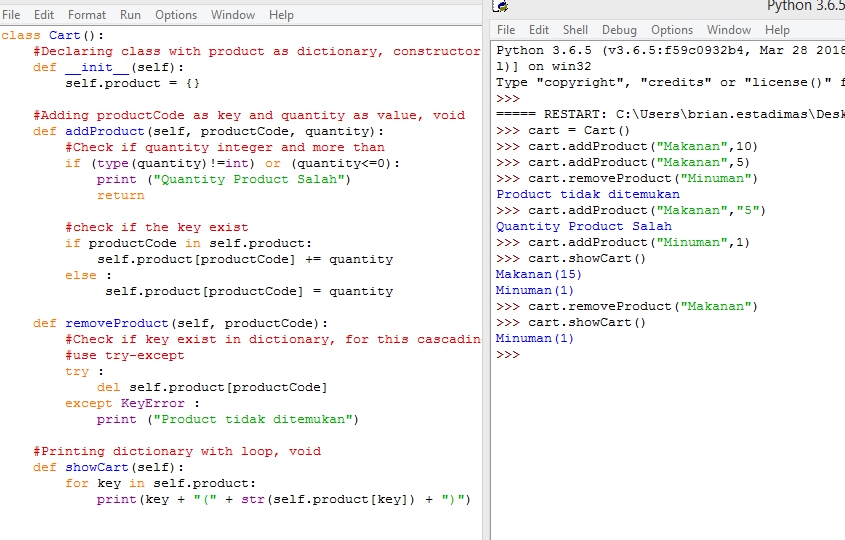 File Edit Format Run Options Window Help
class Cart():
    #Declaring class with product as dictionary, constructor
    def __init__(self):
        self.product = {}

    #Adding productCode as key and quantity as value, void
    def addProduct(self, productCode, quantity):
        #Check if quantity integer and more than
        if (type(quantity)!=int) or (quantity<=0):
            print ("Quantity Product Salah")
            return

        #check if the key exist
        if productCode in self.product:
            self.product[productCode] += quantity
        else :
             self.product[productCode] = quantity

    def removeProduct(self, productCode):
        #Check if key exist in dictionary, for this cascadin
        #use try-except
        try :
            del self.product[productCode]
        except KeyError :
            print ("Product tidak ditemukan")

    #Printing dictionary with loop, void
    def showCart(self):
        for key in self.product:
            print(key + "(" + str(self.product[key]) + ")")
Python 3.6.5
File Edit Shell Debug Options Window Help
Python 3.6.5 (v3.6.5:f59c0932b4, Mar 28 2018
l)] on win32
Type "copyright", "credits" or "license()" f
>>>
===== RESTART: C:\Users\brian.estadimas\Desk
>>> cart = Cart()
>>> cart.addProduct("Makanan",10)
>>> cart.addProduct("Makanan",5)
>>> cart.removeProduct("Minuman")
Product tidak ditemukan
>>> cart.addProduct("Makanan","5")
Quantity Product Salah
>>> cart.addProduct("Minuman",1)
>>> cart.showCart()
Makanan(15)
Minuman(1)
>>> cart.removeProduct("Makanan")
>>> cart.showCart()
Minuman(1)
>>>